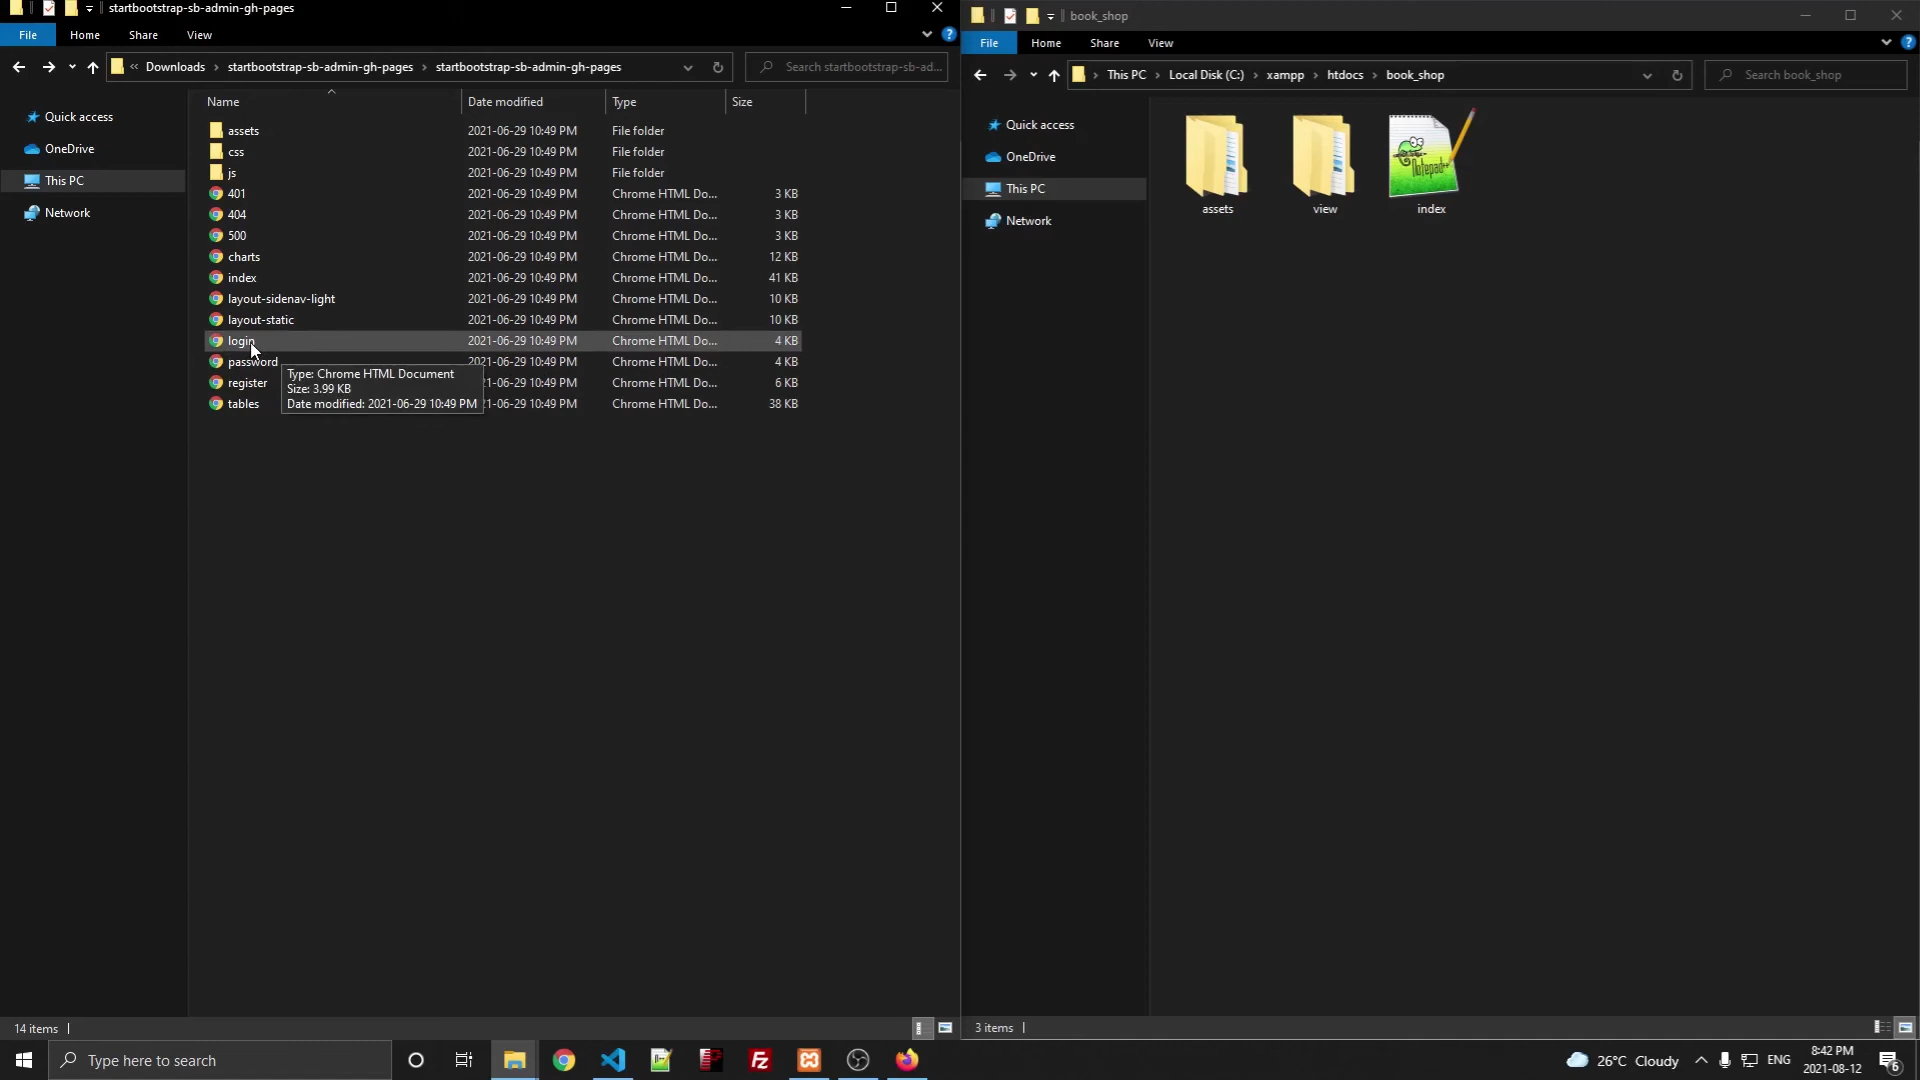 startbootstrap-sb-admin-gh-pages
File Home Share View
« Downloads › startbootstrap-sb-admin-gh-pages › startbootstrap-sb-admin-gh-pages
Search startbootstrap-sb-ad...
Quick access
OneDrive
This PC
Network
Name Date modified Type Size
assets 2021-06-29 10:49 PM File folder
css 2021-06-29 10:49 PM File folder
js 2021-06-29 10:49 PM File folder
401 2021-06-29 10:49 PM Chrome HTML Do... 3 KB
404 2021-06-29 10:49 PM Chrome HTML Do... 3 KB
500 2021-06-29 10:49 PM Chrome HTML Do... 3 KB
charts 2021-06-29 10:49 PM Chrome HTML Do... 12 KB
index 2021-06-29 10:49 PM Chrome HTML Do... 41 KB
layout-sidenav-light 2021-06-29 10:49 PM Chrome HTML Do... 10 KB
layout-static 2021-06-29 10:49 PM Chrome HTML Do... 10 KB
login 2021-06-29 10:49 PM Chrome HTML Do... 4 KB
password 2021-06-29 10:49 PM Chrome HTML Do... 4 KB
register 1-06-29 10:49 PM Chrome HTML Do... 6 KB
tables 1-06-29 10:49 PM Chrome HTML Do... 38 KB
Type: Chrome HTML Document
Size: 3.99 KB
Date modified: 2021-06-29 10:49 PM
14 items
book_shop
File Home Share View
This PC › Local Disk (C:) › xampp › htdocs › book_shop
Search book_shop
Quick access
OneDrive
This PC
Network
Notepad++
assets view index
3 items
Type here to search
26°C Cloudy
ENG
8:42 PM
2021-08-12
6